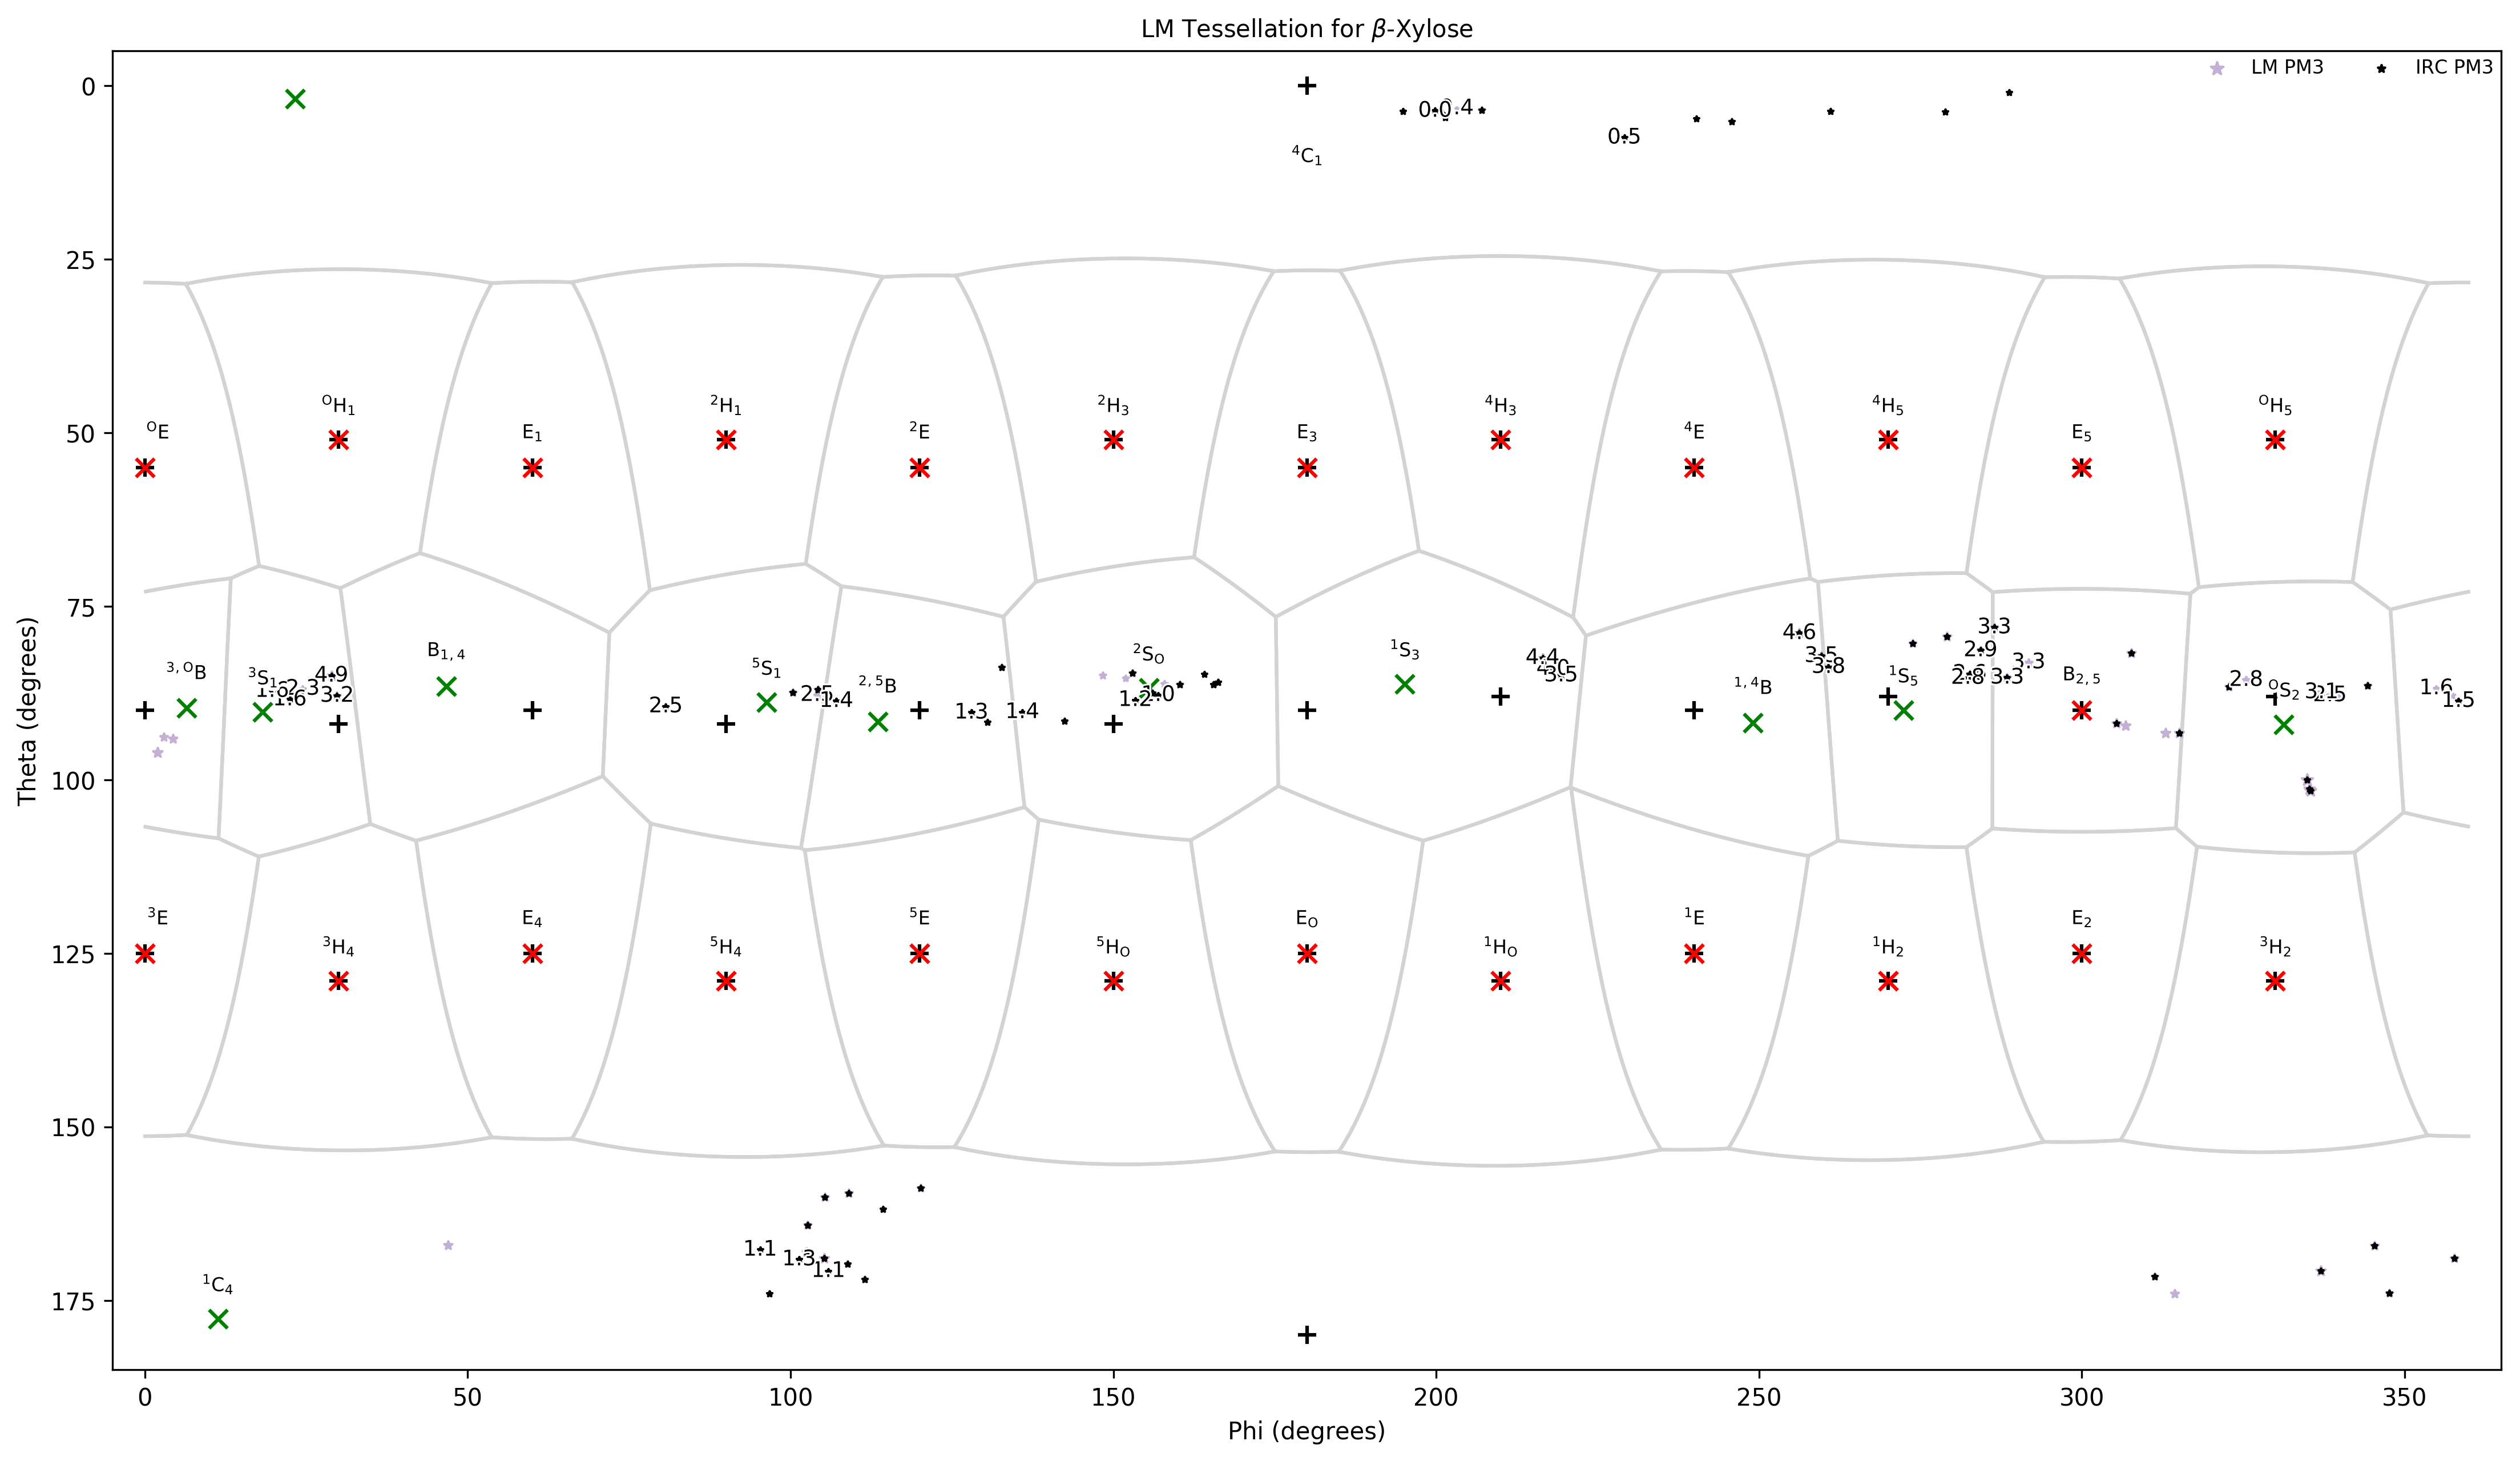 LM Tessellation for β-Xylose
LM PM3
IRC PM3
0
25
50
75
100
125
150
175
Theta (degrees)
0.0
0.5
⁴C₁
ᴼH₁
²H₁
²H₃
⁴H₃
⁴H₅
ᴼH₅
ᴼE
E₁
²E
E₃
⁴E
E₅
4.6
3.3
B₁,₄
²Sₒ
¹S₃
4.4
2.9
3.5
3.3
³,ᴼB
³S₁
4.9
⁵S₁
3.8
¹S₅
B₂,₅
2.8
3.3
2.8
1.6
3.2
2.5
1.4
²,⁵B
1.3
1.4
1.2
3.5
¹,⁴B
ᴼS₂
3.1
2.5
1.6
1.5
³E
E₄
⁵E
Eₒ
¹E
E₂
³H₄
⁵H₄
⁵Hₒ
¹Hₒ
¹H₂
³H₂
1.1
1.3
1.1
¹C₄
0
50
100
150
200
250
300
350
Phi (degrees)